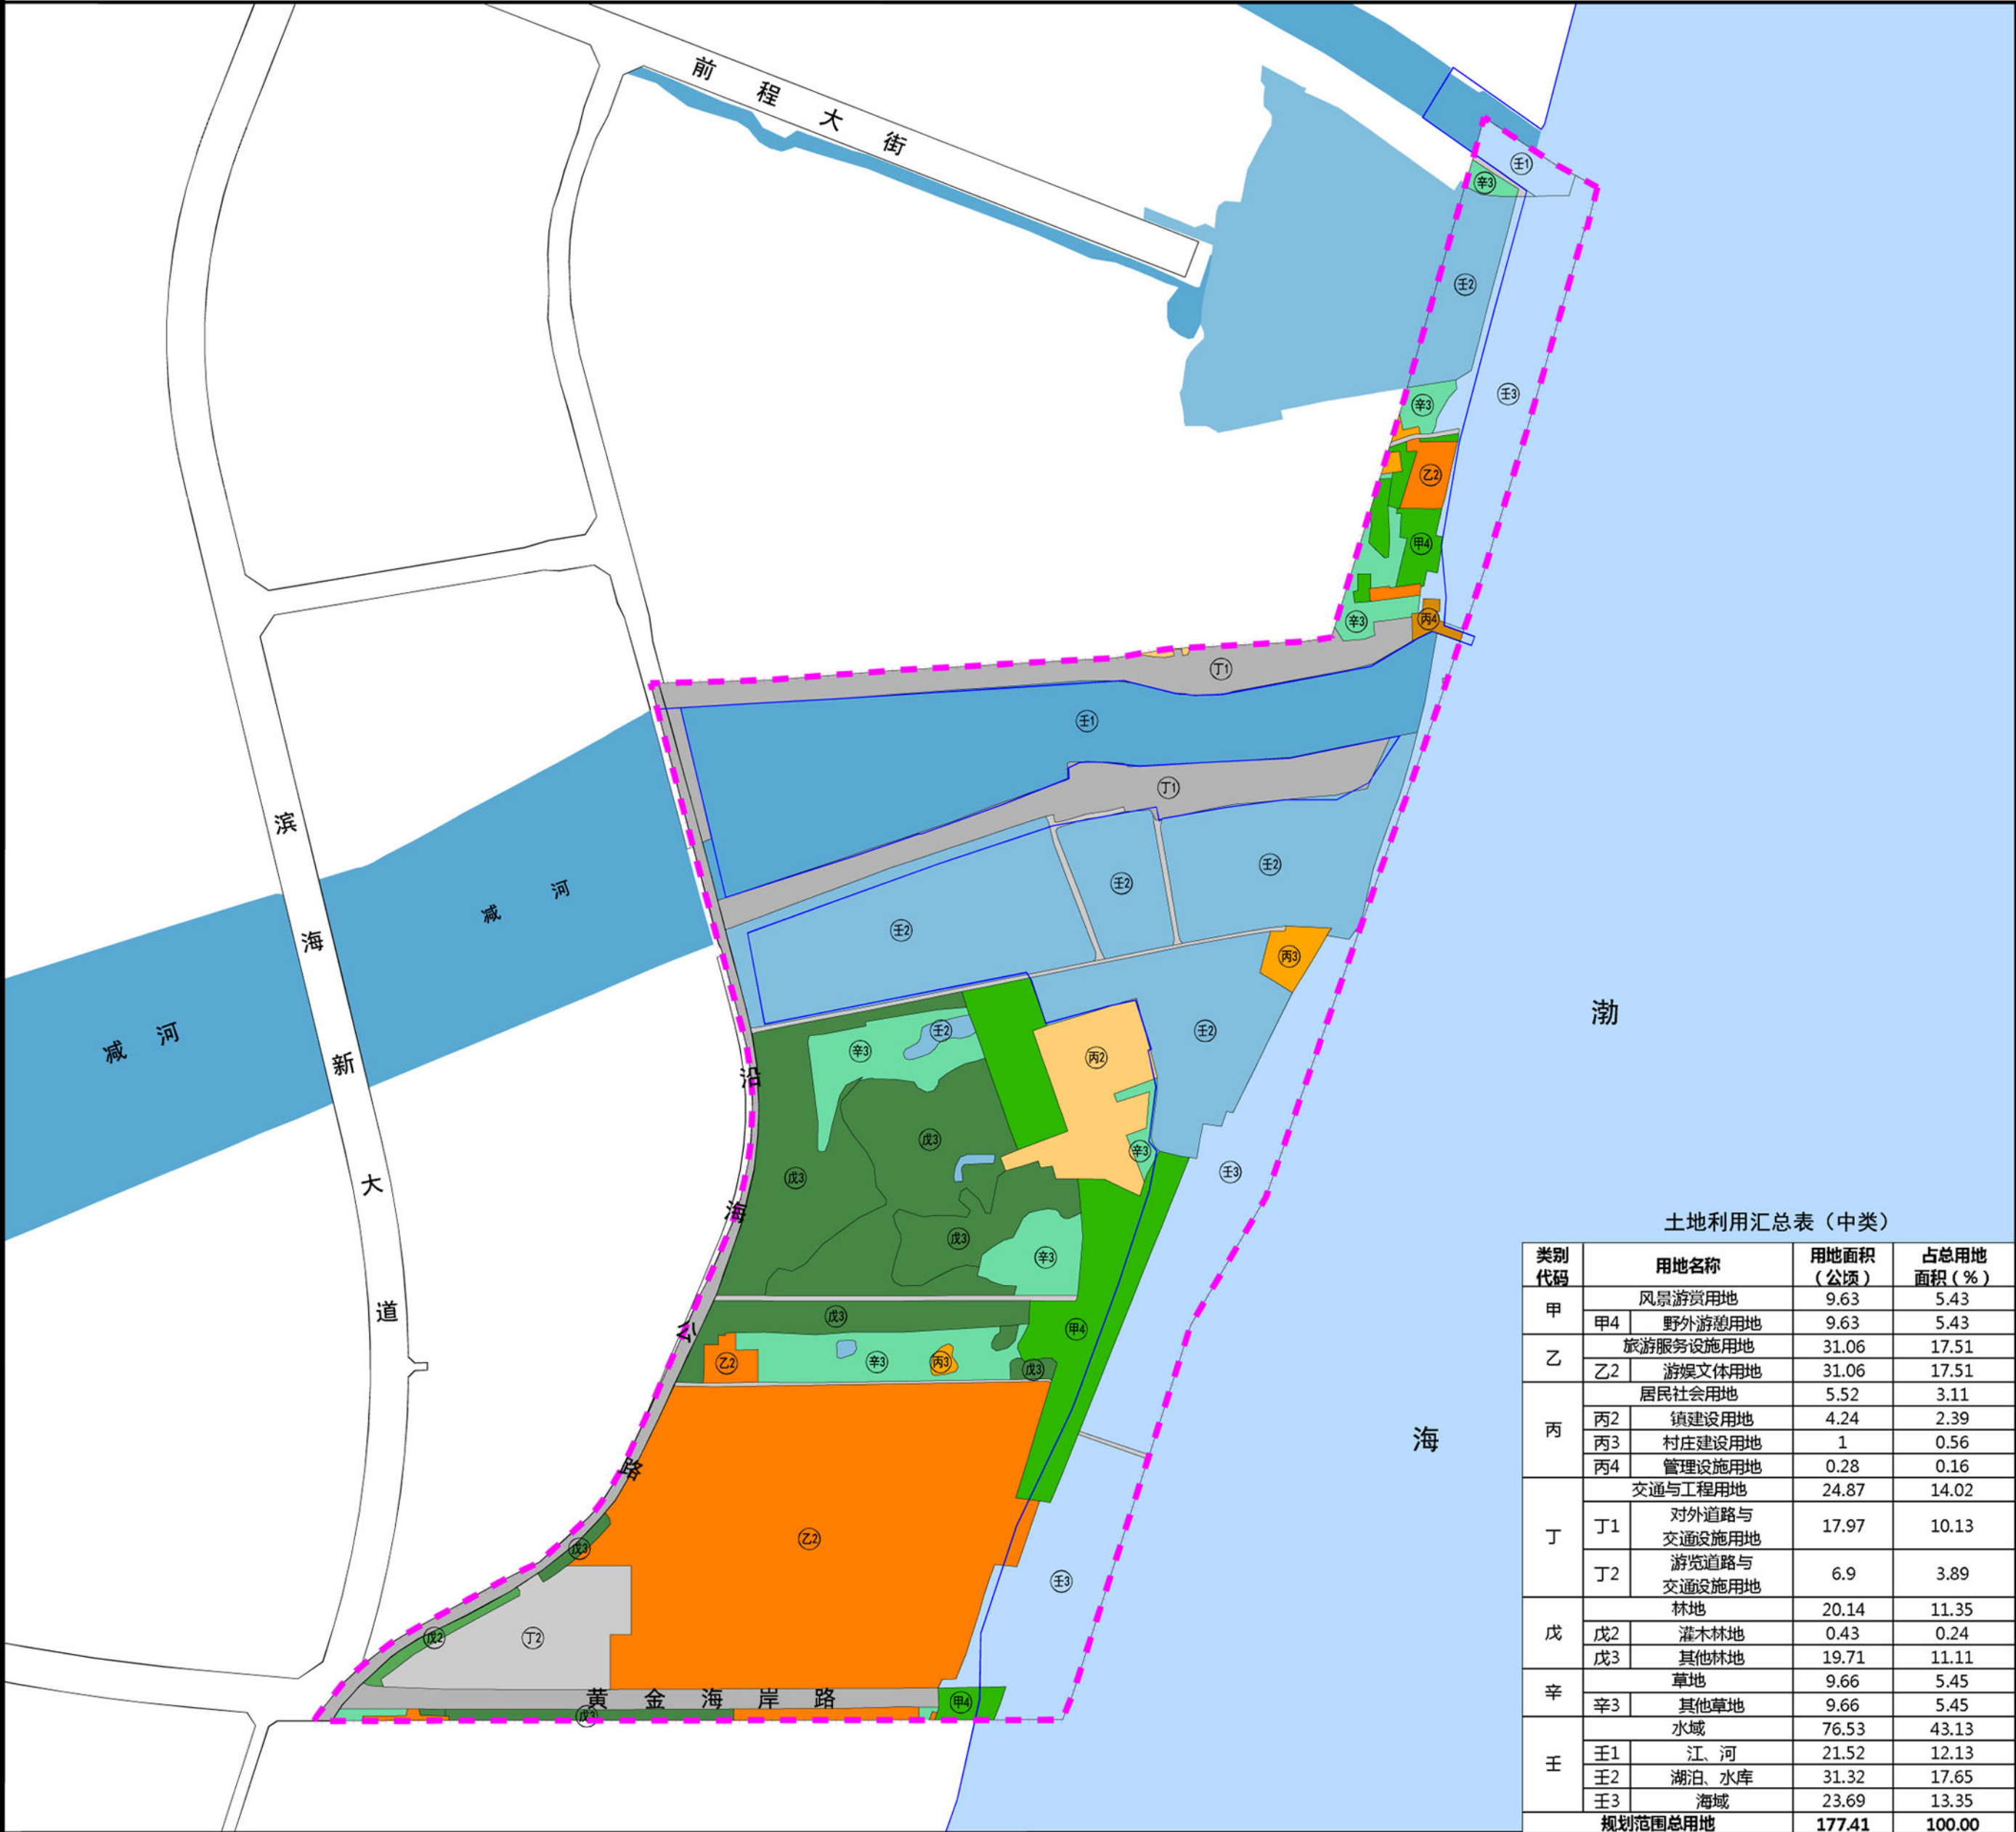 前程大街
壬1
辛3
壬2
壬3
辛3
乙2
甲4
辛3
丙4
丁1
壬1
丁1
滨海新大道
减河
减河
壬2
壬2
壬2
丙3
壬2
辛3
丙2
壬2
沿海公路
戊3
辛3
戊3
壬3
戊3
辛3
戊3
甲4
乙2
辛3
丙3
戊3
乙2
戊3
壬3
戊2
丁2
黄金海岸路
甲4
戊3
渤海
土地利用汇总表（中类）
类别代码 用地名称 用地面积（公顷） 占总用地面积（%）
甲 风景游赏用地 9.63 5.43
甲4 野外游憩用地 9.63 5.43
乙 旅游服务设施用地 31.06 17.51
乙2 游娱文体用地 31.06 17.51
丙 居民社会用地 5.52 3.11
丙2 镇建设用地 4.24 2.39
丙3 村庄建设用地 1 0.56
丙4 管理设施用地 0.28 0.16
丁 交通与工程用地 24.87 14.02
丁1 对外道路与交通设施用地 17.97 10.13
丁2 游览道路与交通设施用地 6.9 3.89
戊 林地 20.14 11.35
戊2 灌木林地 0.43 0.24
戊3 其他林地 19.71 11.11
辛 草地 9.66 5.45
辛3 其他草地 9.66 5.45
壬 水域 76.53 43.13
壬1 江、河 21.52 12.13
壬2 湖泊、水库 31.32 17.65
壬3 海域 23.69 13.35
规划范围总用地 177.41 100.00